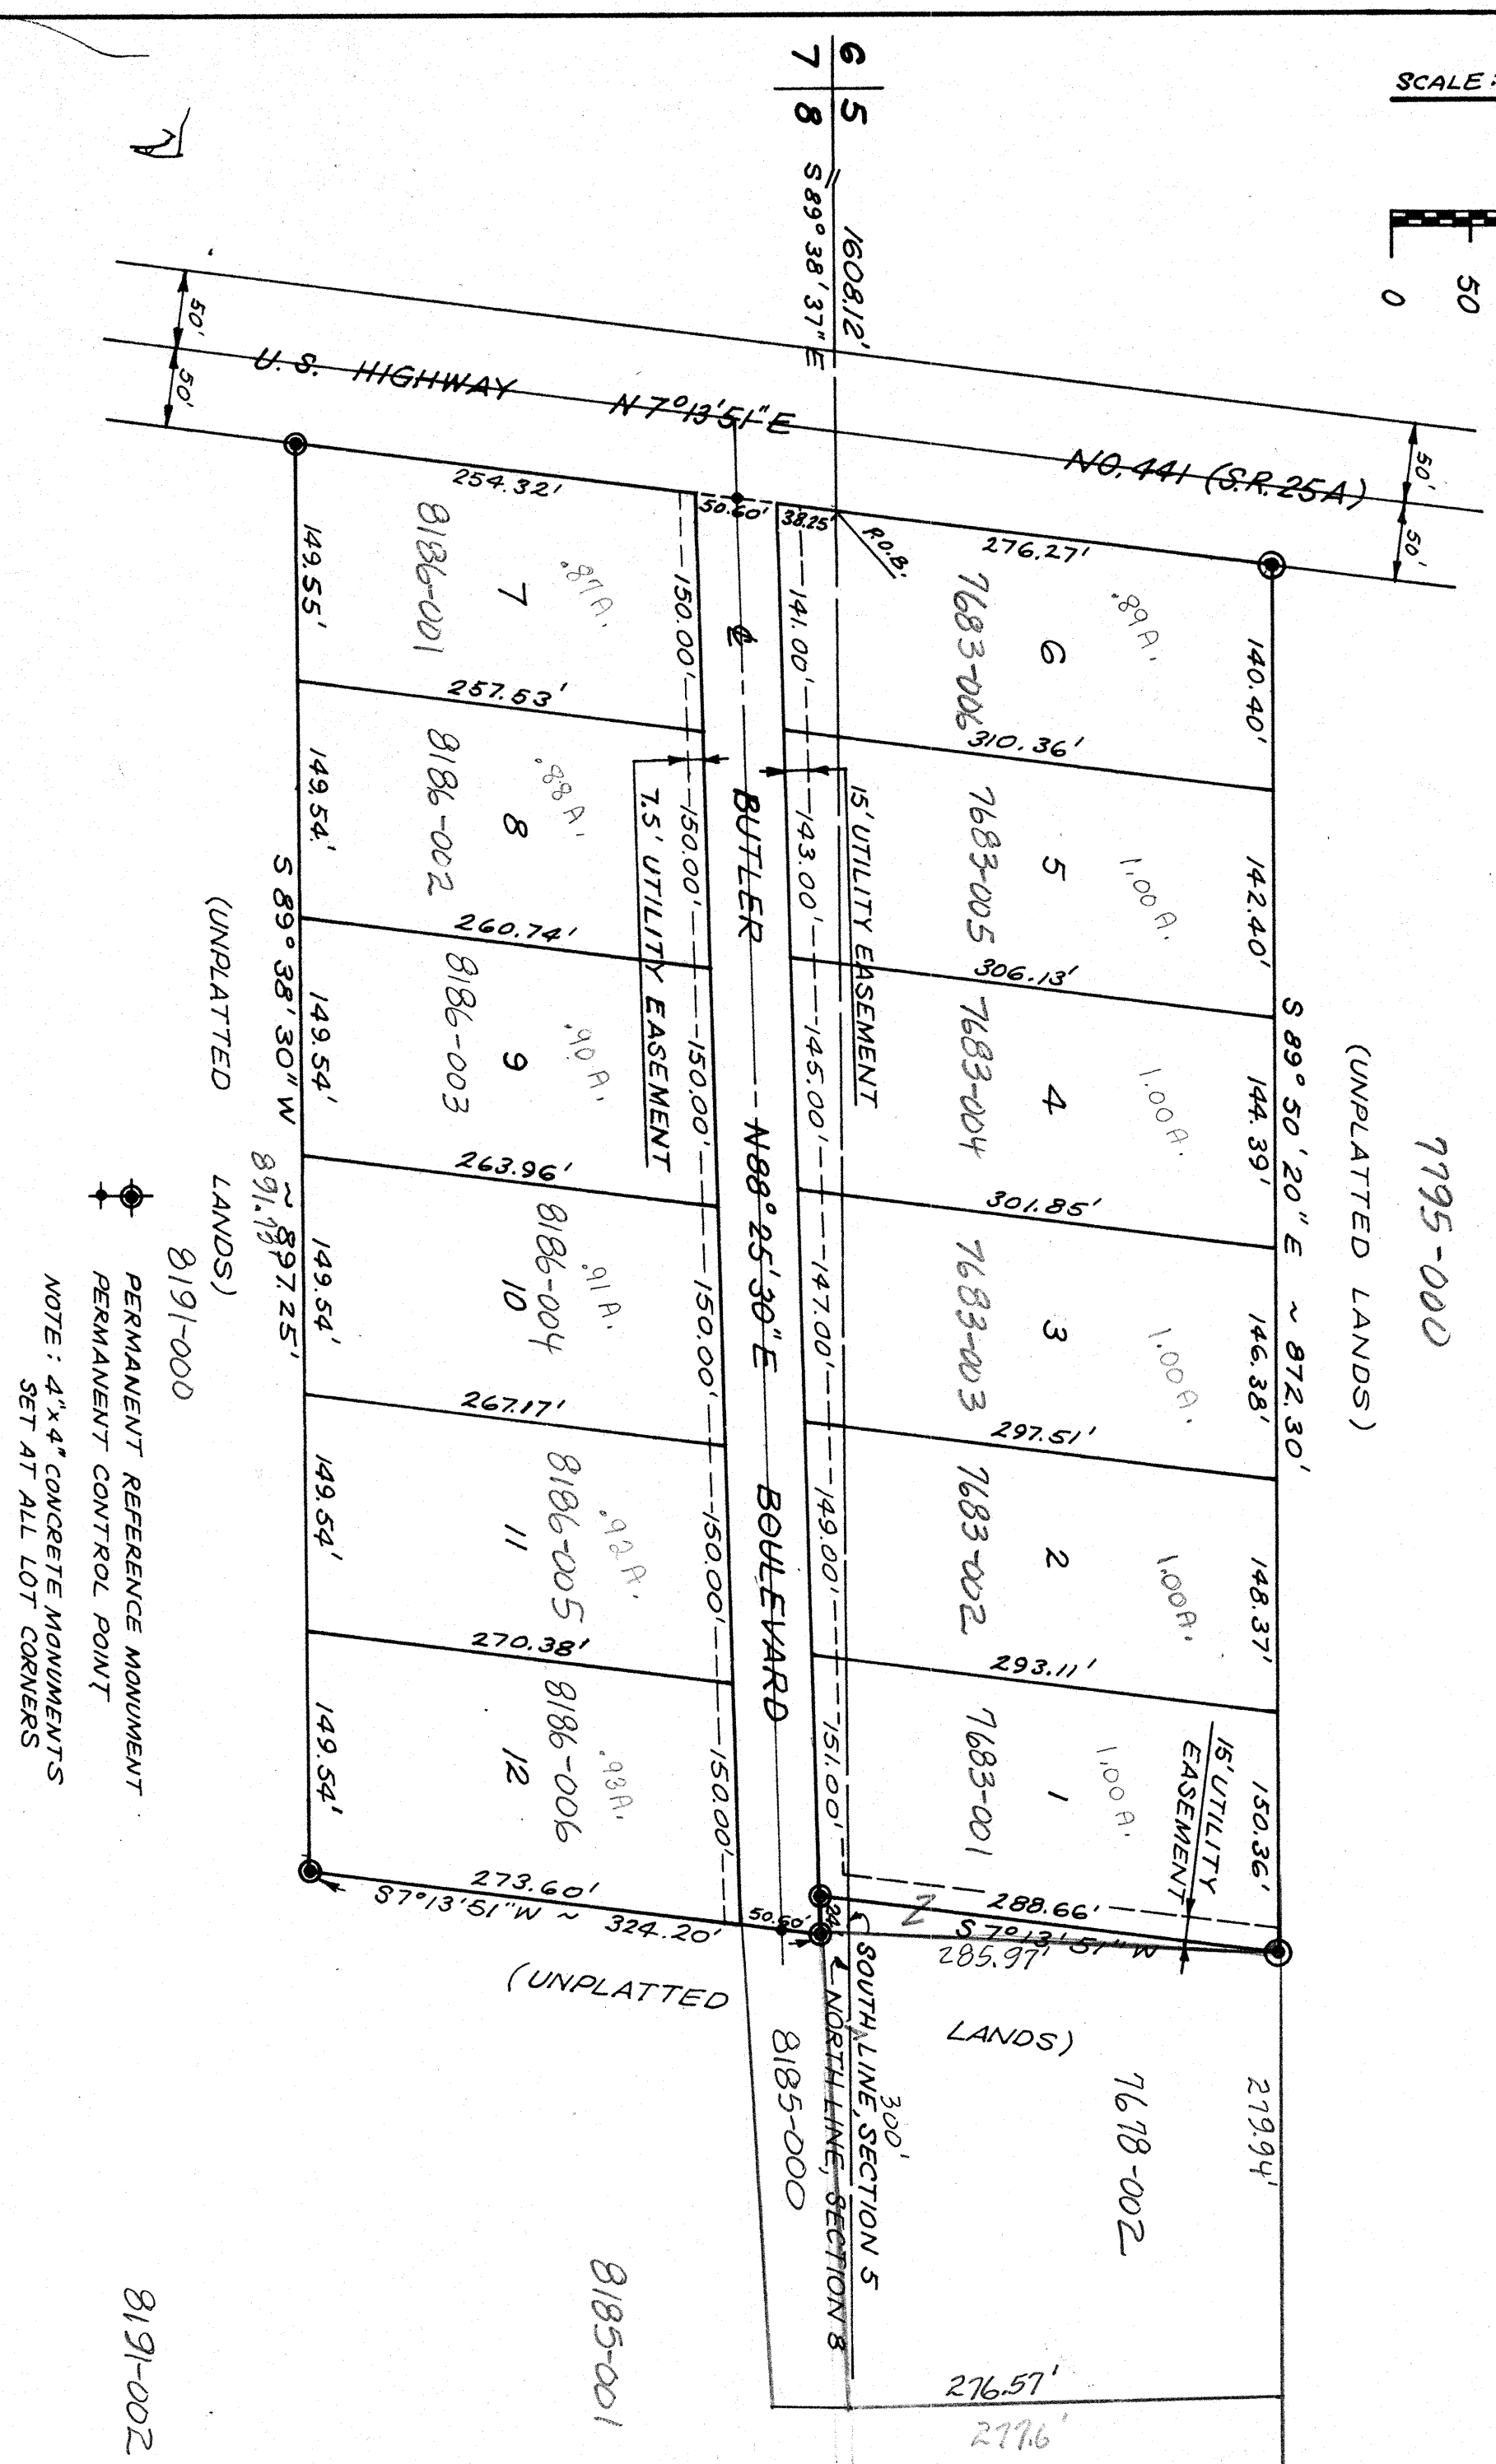 SCALE:
50
0
6 5
7 8
1608.12'
S 89° 38' 37" E
50'
50'
50'
50'
U.S. HIGHWAY
N 7° 13' 51" E
NO. 441 (S.R. 25A)
7795-000
(UNPLATTED LANDS)
S 89° 50' 20" E ~ 872.30'
140.40'
142.40'
144.39'
146.38'
148.37'
150.36'
279.94'
15' UTILITY
EASEMENT
.89A.
1.00A.
1.00A.
1.00A.
1.00A.
1.00A.
6
5
4
3
2
1
276.27'
310.36'
306.13'
301.85'
297.51'
293.11'
288.66'
S 7° 13' 51" W
285.97'
Z
7683-006
7683-005
7683-004
7683-003
7683-002
7683-001
LANDS)
7678-002
276.57'
277.6'
P.O.B.
15' UTILITY EASEMENT
38.25'
141.00'
143.00'
145.00'
147.00'
149.00'
151.00'
24'
SOUTH LINE, SECTION 5
300'
NORTH LINE, SECTION 8
50.60'
℄
BUTLER
N 88° 25' 30" E
BOULEVARD
50.60'
8185-000
150.00'
150.00'
150.00'
150.00'
150.00'
150.00'
7.5' UTILITY EASEMENT
254.32'
257.53'
260.74'
263.96'
267.17'
270.38'
273.60'
S 7° 13' 51" W ~ 324.20'
(UNPLATTED
.87A.
.88A.
.90A.
.91A.
.92A.
.93A.
7
8
9
10
11
12
8186-001
8186-002
8186-003
8186-004
8186-005
8186-006
8185-001
149.55'
149.54'
149.54'
149.54'
149.54'
149.54'
S 89° 38' 30" W ~ 897.25'
(UNPLATTED LANDS)
8191-000
8191-002
PERMANENT REFERENCE MONUMENT
PERMANENT CONTROL POINT
NOTE: 4"x4" CONCRETE MONUMENTS
SET AT ALL LOT CORNERS